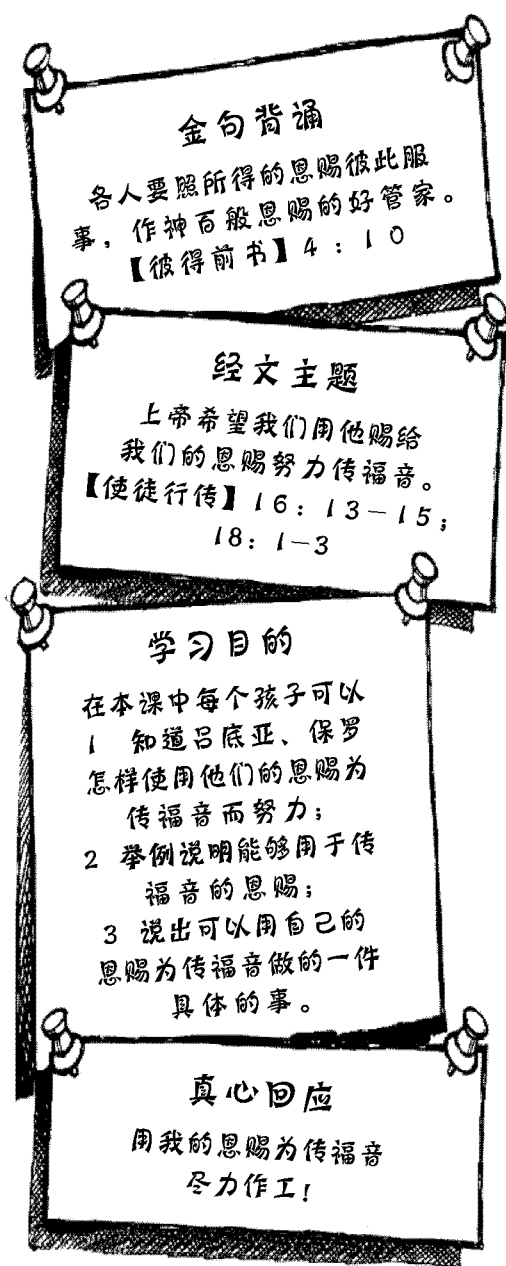 金句背诵
各人要照所得的恩赐彼此服
事，作神百般恩赐的好管家。
【彼得前书】4：10
经文主题
上帝希望我们用他赐给
我们的恩赐努力传福音。
【使徒行传】16：13－15；
18：1－3
学习目的
在本课中每个孩子可以
1 知道吕底亚、保罗
怎样使用他们的恩赐为
传福音而努力；
2 举例说明能够用于传
福音的恩赐；
3 说出可以用自己的
恩赐为传福音做的一件
具体的事。
真心回应
用我的恩赐为传福音
尽力作工！